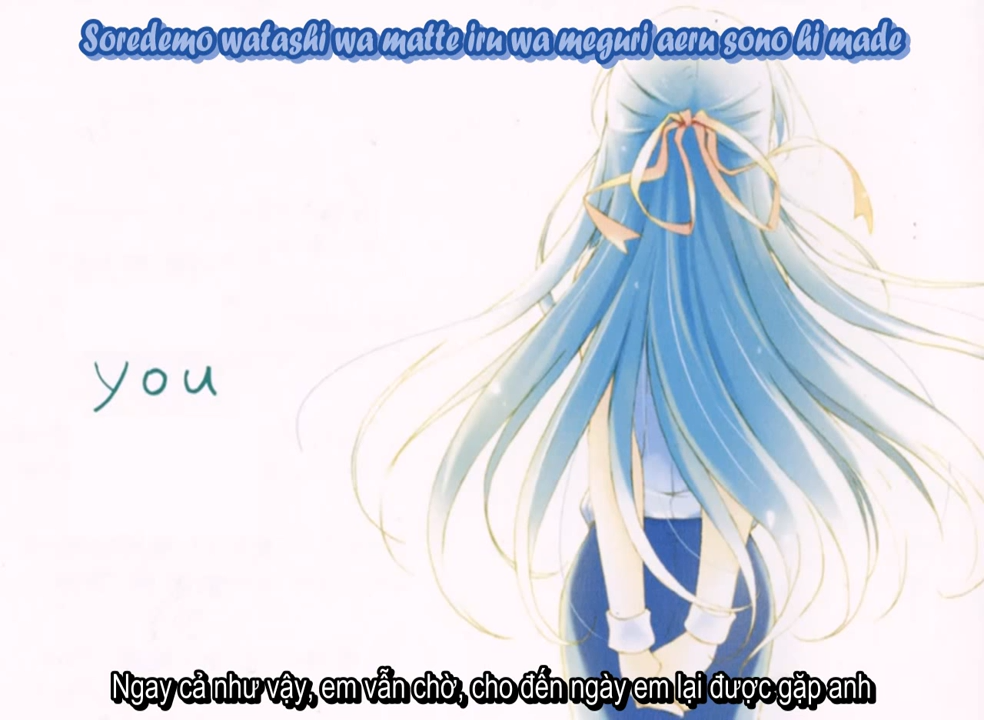 Soredemo watashi wa matte iru wa meguri aeru sono hi made
you
Ngay cả như vậy, em vẫn chờ, cho đến ngày em lại được gặp anh